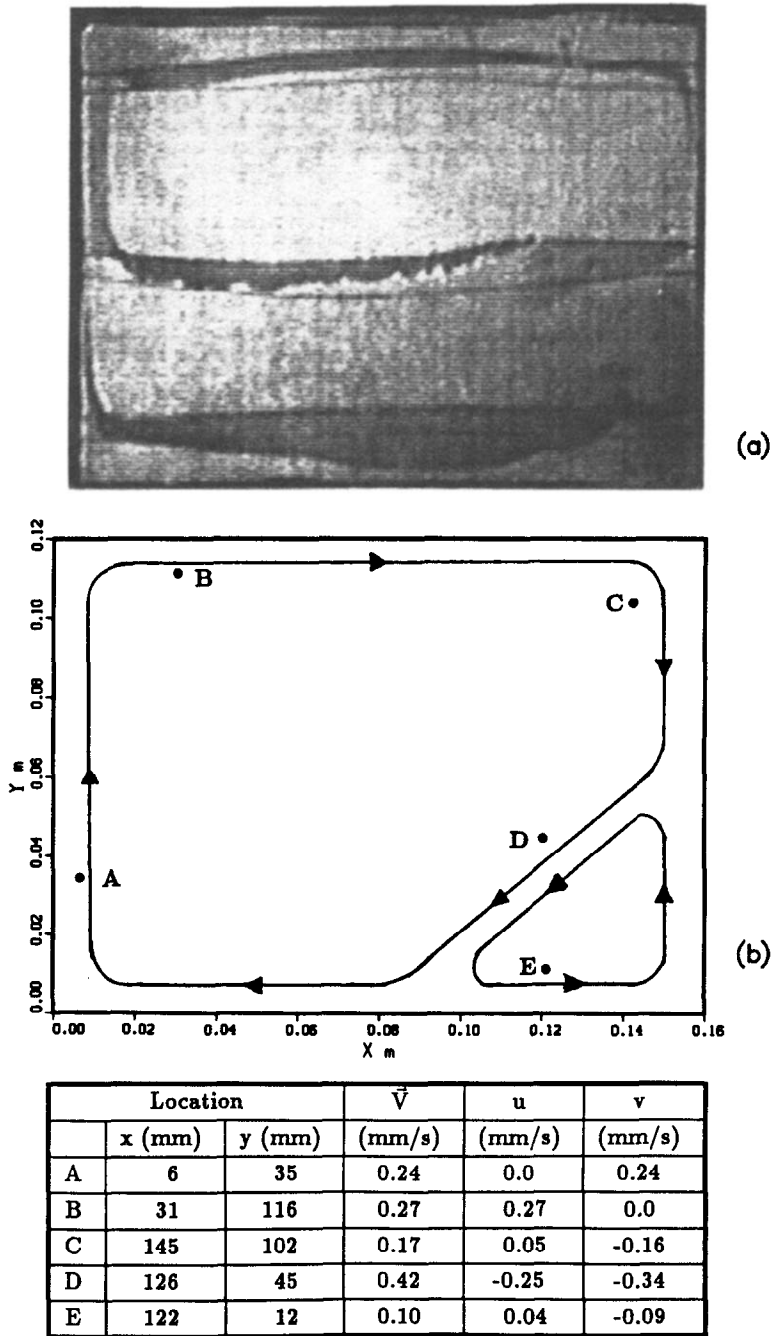 (a)
0.12
0.10
0.08
0.06
0.04
0.02
0.00
Y m
B
C
D
A
E
(b)
0.00 0.02 0.04 0.06 0.08 0.10 0.12 0.14 0.16
X m
Location V⃗ u v
x (mm) y (mm) (mm/s) (mm/s) (mm/s)
A 6 35 0.24 0.0 0.24
B 31 116 0.27 0.27 0.0
C 145 102 0.17 0.05 -0.16
D 126 45 0.42 -0.25 -0.34
E 122 12 0.10 0.04 -0.09